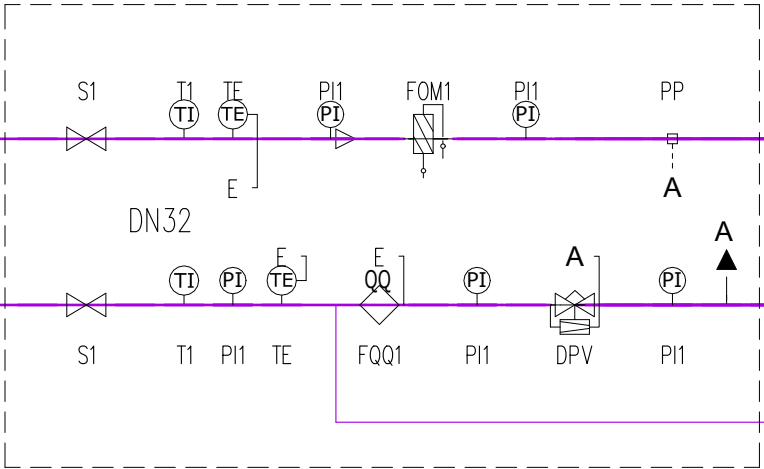 S1 T1 TE PI1 FOM1 PI1 PP
TI TE PI PI
E A
DN32
A
E E A
TI PI TE QQ PI PI
S1 T1 PI1 TE FQQ1 PI1 DPV PI1